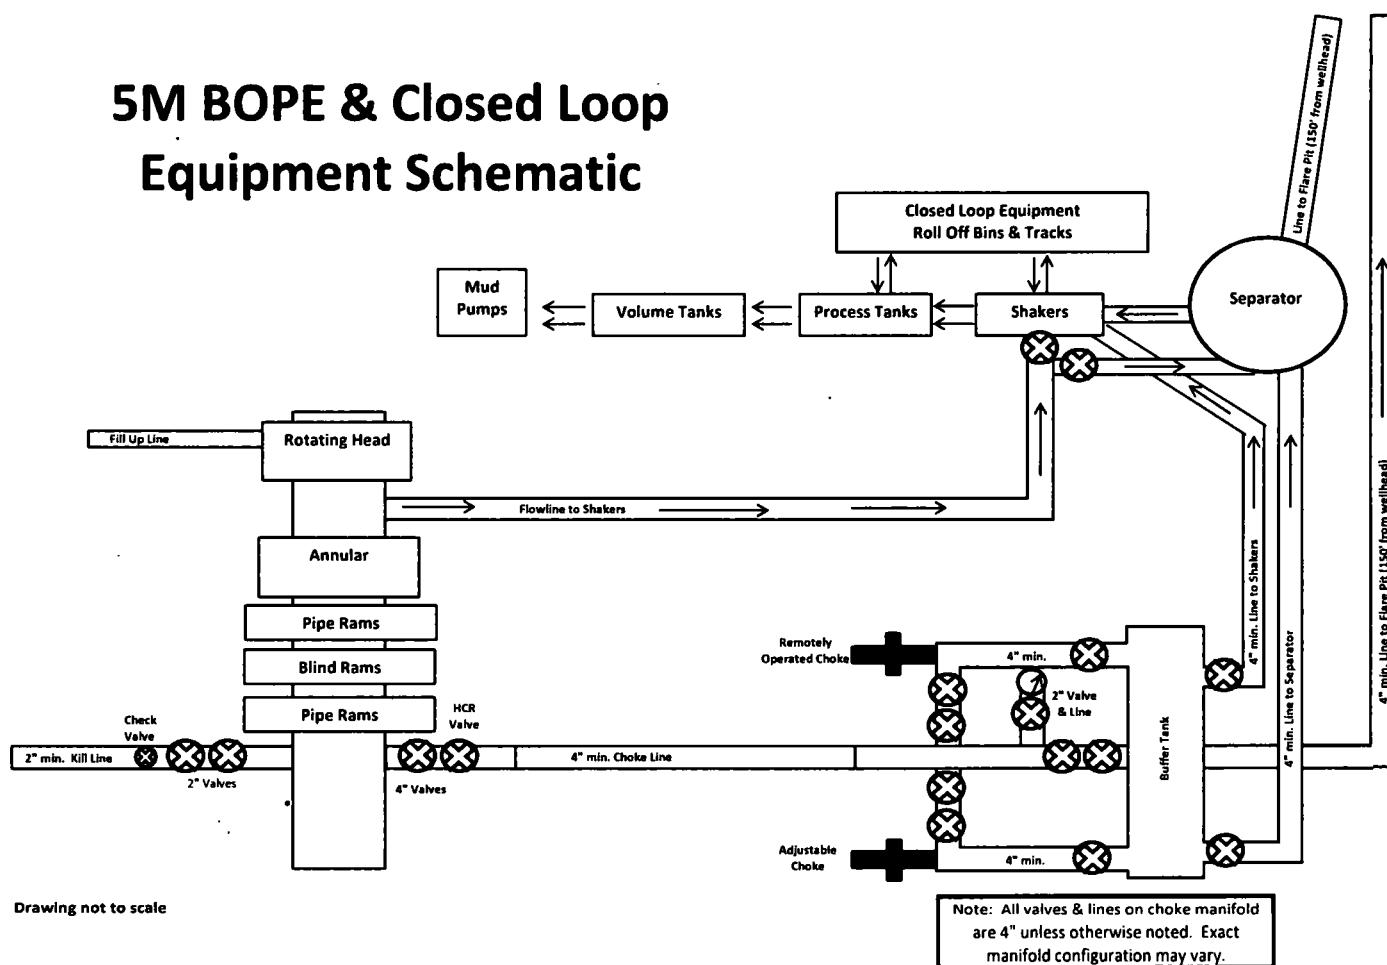 5M BOPE & Closed Loop
Equipment Schematic
Line to Flare Pit (150' from wellhead)
Closed Loop Equipment
Roll Off Bins & Tracks
Mud
Pumps
Volume Tanks
Process Tanks
Shakers
Separator
Fill Up Line
Rotating Head
Flowline to Shakers
Annular
Pipe Rams
Blind Rams
Pipe Rams
Check
Valve
HCR
Valve
2" min. Kill Line
2" Valves
4" Valves
4" min. Choke Line
Remotely
Operated Choke
4" min.
2" Valve
& Line
Adjustable
Choke
4" min.
Buffer Tank
4" min. Line to Shakers
4" min. Line to Separator
4" min. Line to Flare Pit (150' from wellhead)
Drawing not to scale
Note: All valves & lines on choke manifold
are 4" unless otherwise noted. Exact
manifold configuration may vary.